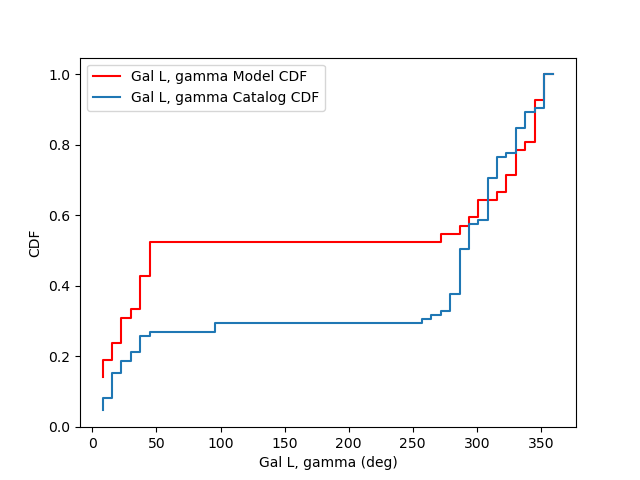 Gal L, gamma Model CDF
Gal L, gamma Catalog CDF
1.0
0.8
0.6
0.4
0.2
0.0
CDF
0 50 100 150 200 250 300 350
Gal L, gamma (deg)